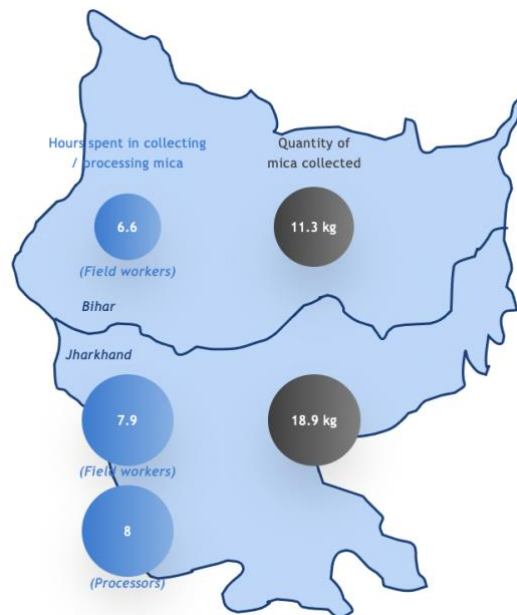 Hours spent in collecting
/ processing mica
Quantity of
mica collected
6.6
11.3 kg
(Field workers)
Bihar
Jharkhand
7.9
18.9 kg
(Field workers)
8
(Processors)